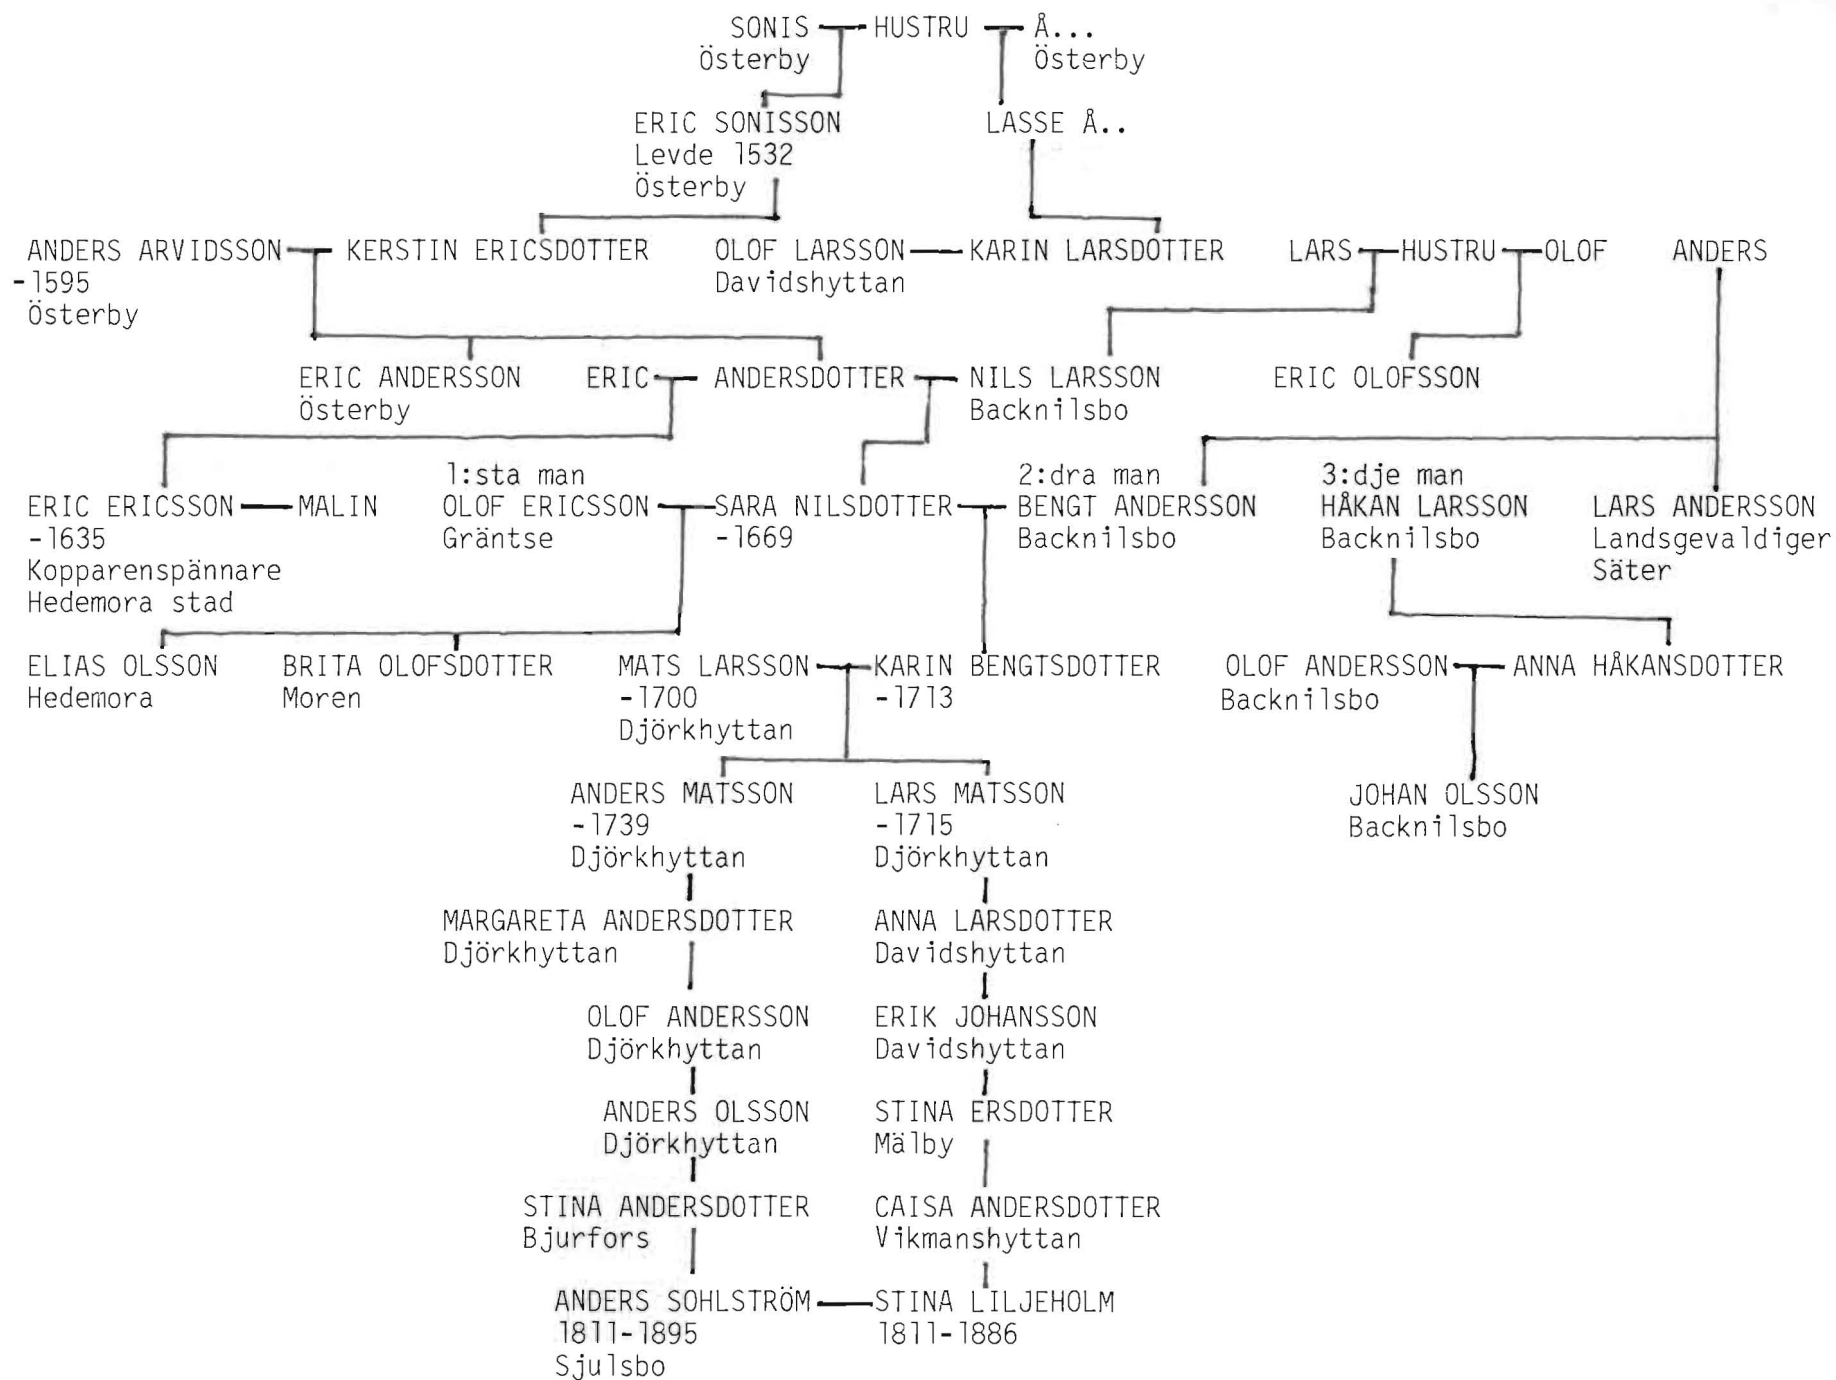 SONIS HUSTRU Å...
Österby Österby
ERIC SONISSON LASSE Å..
Levde 1532
Österby
ANDERS ARVIDSSON KERSTIN ERICSDOTTER OLOF LARSSON KARIN LARSDOTTER LARS HUSTRU OLOF ANDERS
-1595 Davidshyttan
Österby
ERIC ANDERSSON ERIC ANDERSDOTTER NILS LARSSON ERIC OLOFSSON
Österby Backnilsbo
1:sta man 2:dra man 3:dje man
ERIC ERICSSON MALIN OLOF ERICSSON SARA NILSDOTTER BENGT ANDERSSON HÅKAN LARSSON LARS ANDERSSON
-1635 Gräntse -1669 Backnilsbo Backnilsbo Landsgevaldiger
Kopparenspännare Säter
Hedemora stad
ELIAS OLSSON BRITA OLOFSDOTTER MATS LARSSON KARIN BENGTSDOTTER OLOF ANDERSSON ANNA HÅKANSDOTTER
Hedemora Moren -1700 -1713 Backnilsbo
Djörkhyttan
ANDERS MATSSON LARS MATSSON JOHAN OLSSON
-1739 -1715 Backnilsbo
Djörkhyttan Djörkhyttan
MARGARETA ANDERSDOTTER ANNA LARSDOTTER
Djörkhyttan Davidshyttan
OLOF ANDERSSON ERIK JOHANSSON
Djörkhyttan Davidshyttan
ANDERS OLSSON STINA ERSDOTTER
Djörkhyttan Mälby
STINA ANDERSDOTTER CAISA ANDERSDOTTER
Bjurfors Vikmanshyttan
ANDERS SOHLSTRÖM STINA LILJEHOLM
1811-1895 1811-1886
Sjulsbo